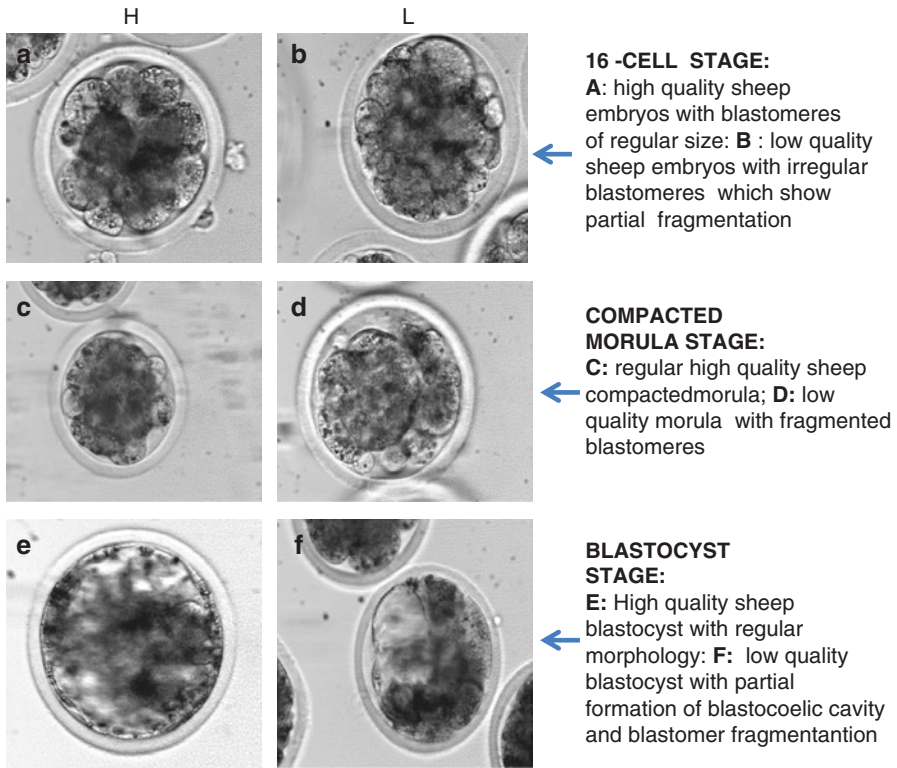 H L
a b
16 -CELL STAGE:
A: high quality sheep
embryos with blastomeres
of regular size: B : low quality
sheep embryos with irregular
blastomeres which show
partial fragmentation
c d
COMPACTED
MORULA STAGE:
C: regular high quality sheep
compactedmorula; D: low
quality morula with fragmented
blastomeres
e f
BLASTOCYST
STAGE:
E: High quality sheep
blastocyst with regular
morphology: F: low quality
blastocyst with partial
formation of blastocoelic cavity
and blastomer fragmentantion